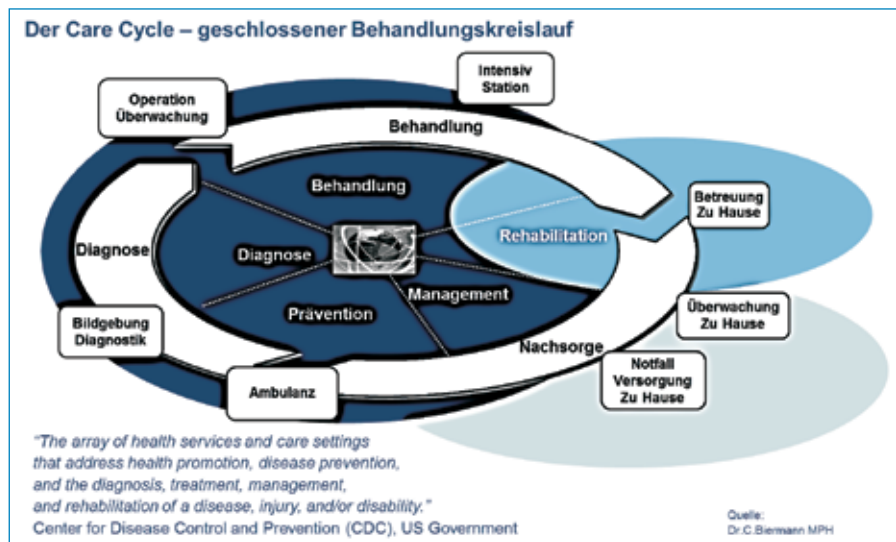 Der Care Cycle – geschlossener Behandlungskreislauf
Intensiv
Station
Operation
Überwachung
Behandlung
Behandlung
Betreuung
Zu Hause
Rehabilitation
Diagnose
Diagnose
Management
Prävention
Überwachung
Zu Hause
Bildgebung
Diagnostik
Nachsorge
Notfall
Versorgung
Zu Hause
Ambulanz
"The array of health services and care settings
that address health promotion, disease prevention,
and the diagnosis, treatment, management,
and rehabilitation of a disease, injury, and/or disability."
Center for Disease Control and Prevention (CDC), US Government
Quelle:
Dr.C.Biermann MPH